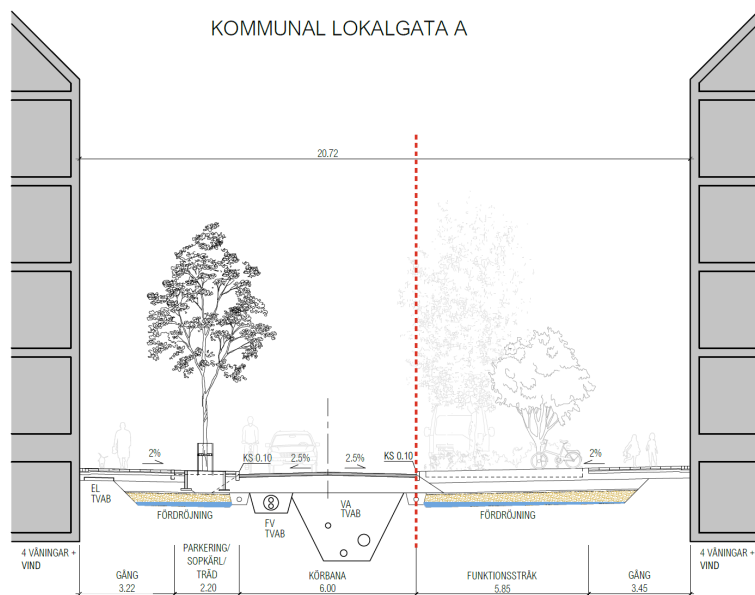 KOMMUNAL LOKALGATA A
20.72
2%
KS 0.10
2.5%
2.5%
KS 0.10
2%
EL
TVAB
FÖRDRÖJNING
FV
TVAB
VA
TVAB
FÖRDRÖJNING
4 VÅNINGAR +
VIND
GÅNG
3.22
PARKERING/
SOPKÄRL/
TRÄD
2.20
KÖRBANA
6.00
FUNKTIONSSTRÅK
5.85
GÅNG
3.45
4 VÅNINGAR +
VIND